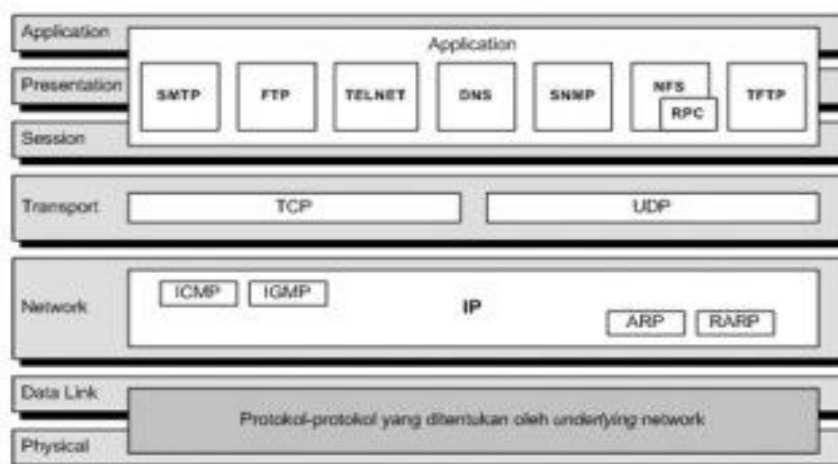 Application
Application
Presentation
SMTP FTP TELNET DNS SNMP NFS RPC TFTP
Session
Transport TCP UDP
ICMP IGMP
Network IP
ARP RARP
Data Link
Protokol-protokol yang ditentukan oleh underlying network
Physical